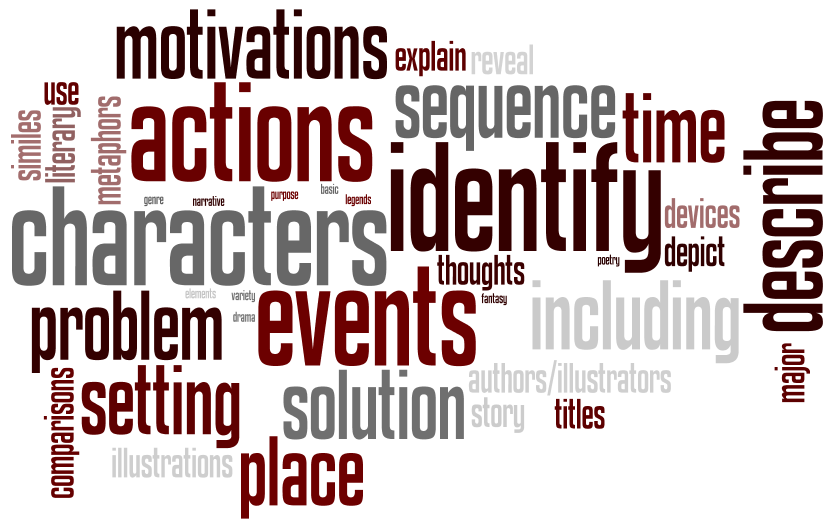 motivations
explain
reveal
use
similes
literary
metaphors
actions
sequence
time
describe
identify
genre
narrative
purpose
basic
legends
characters
devices
depict
poetry
thoughts
elements
variety
drama
fantasy
events
including
problem
major
comparisons
setting
solution
authors/illustrators
story
titles
illustrations
place